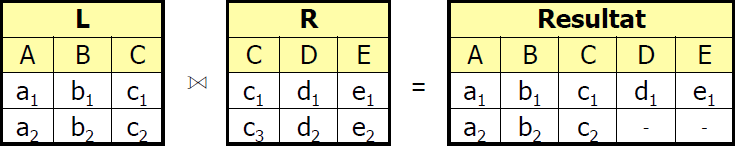 L R Resultat
A B C C D E A B C D E
a₁ b₁ c₁ ⋈ c₁ d₁ e₁ = a₁ b₁ c₁ d₁ e₁
a₂ b₂ c₂ c₃ d₂ e₂ a₂ b₂ c₂ - -